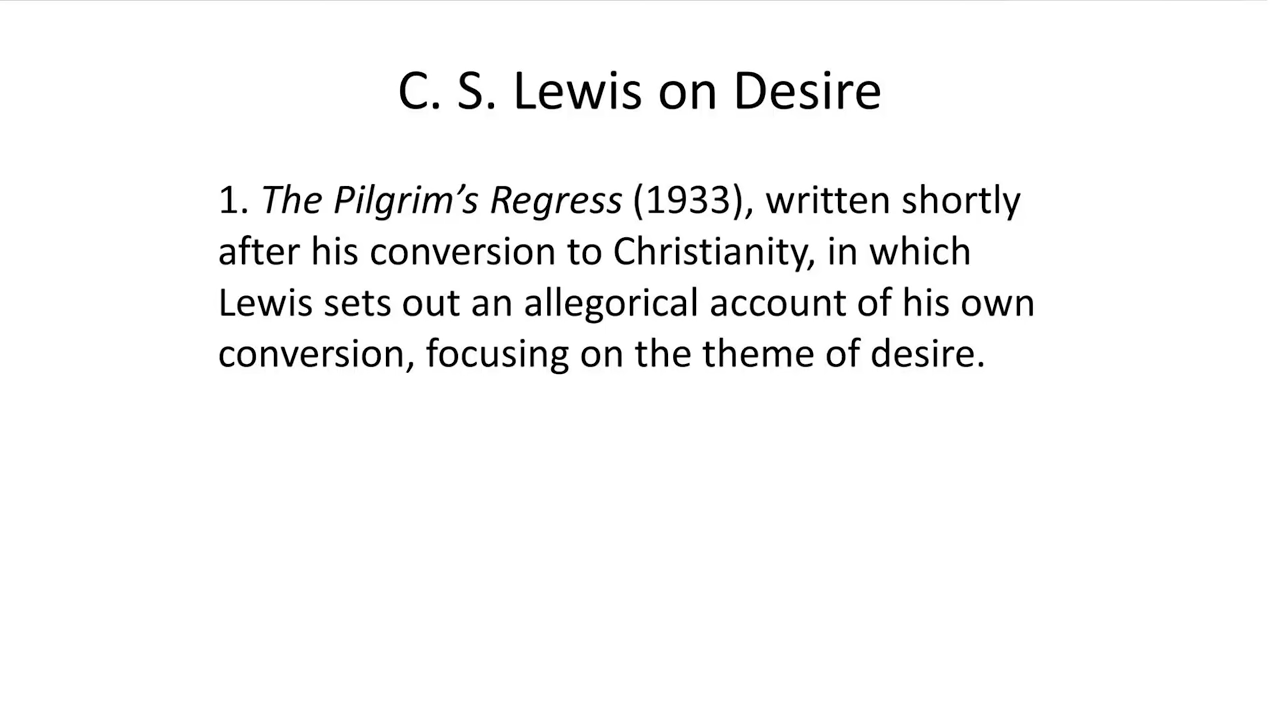 C. S. Lewis on Desire
1. The Pilgrim’s Regress (1933), written shortly
after his conversion to Christianity, in which
Lewis sets out an allegorical account of his own
conversion, focusing on the theme of desire.